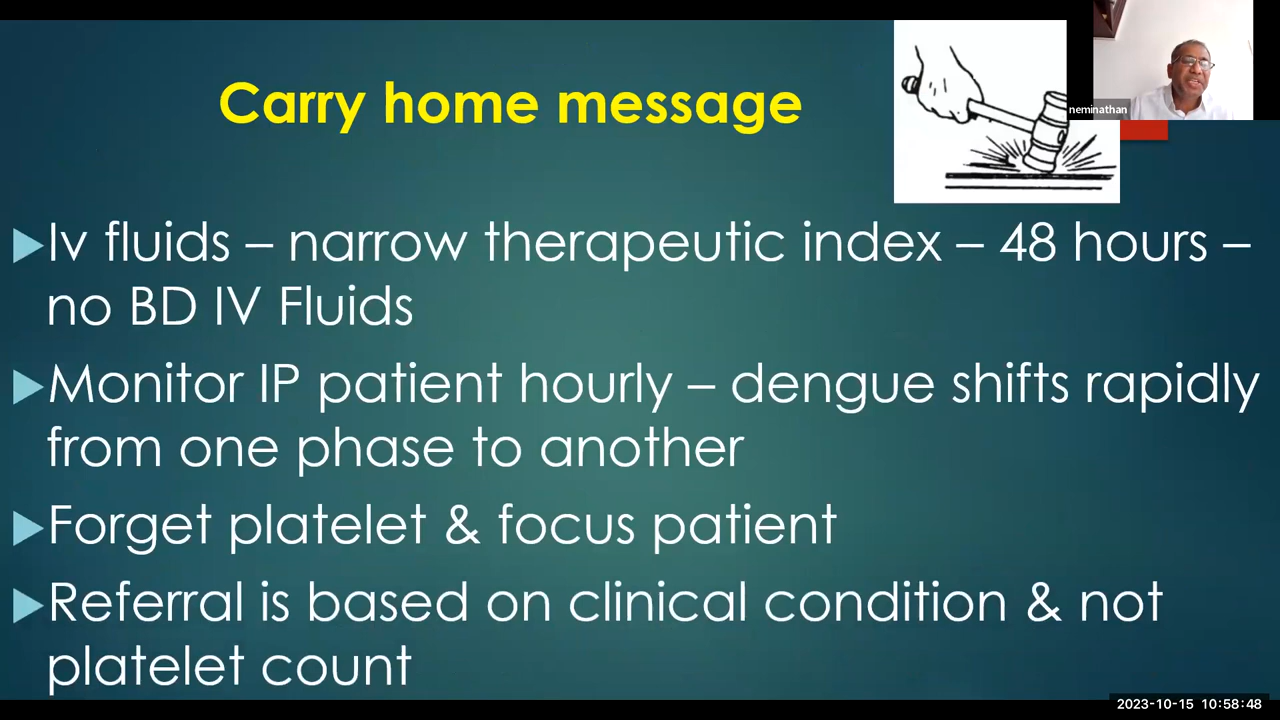 Carry home message
neminathan
Iv fluids – narrow therapeutic index – 48 hours –
no BD IV Fluids
Monitor IP patient hourly – dengue shifts rapidly
from one phase to another
Forget platelet & focus patient
Referral is based on clinical condition & not
platelet count
2023-10-15 10:58:48